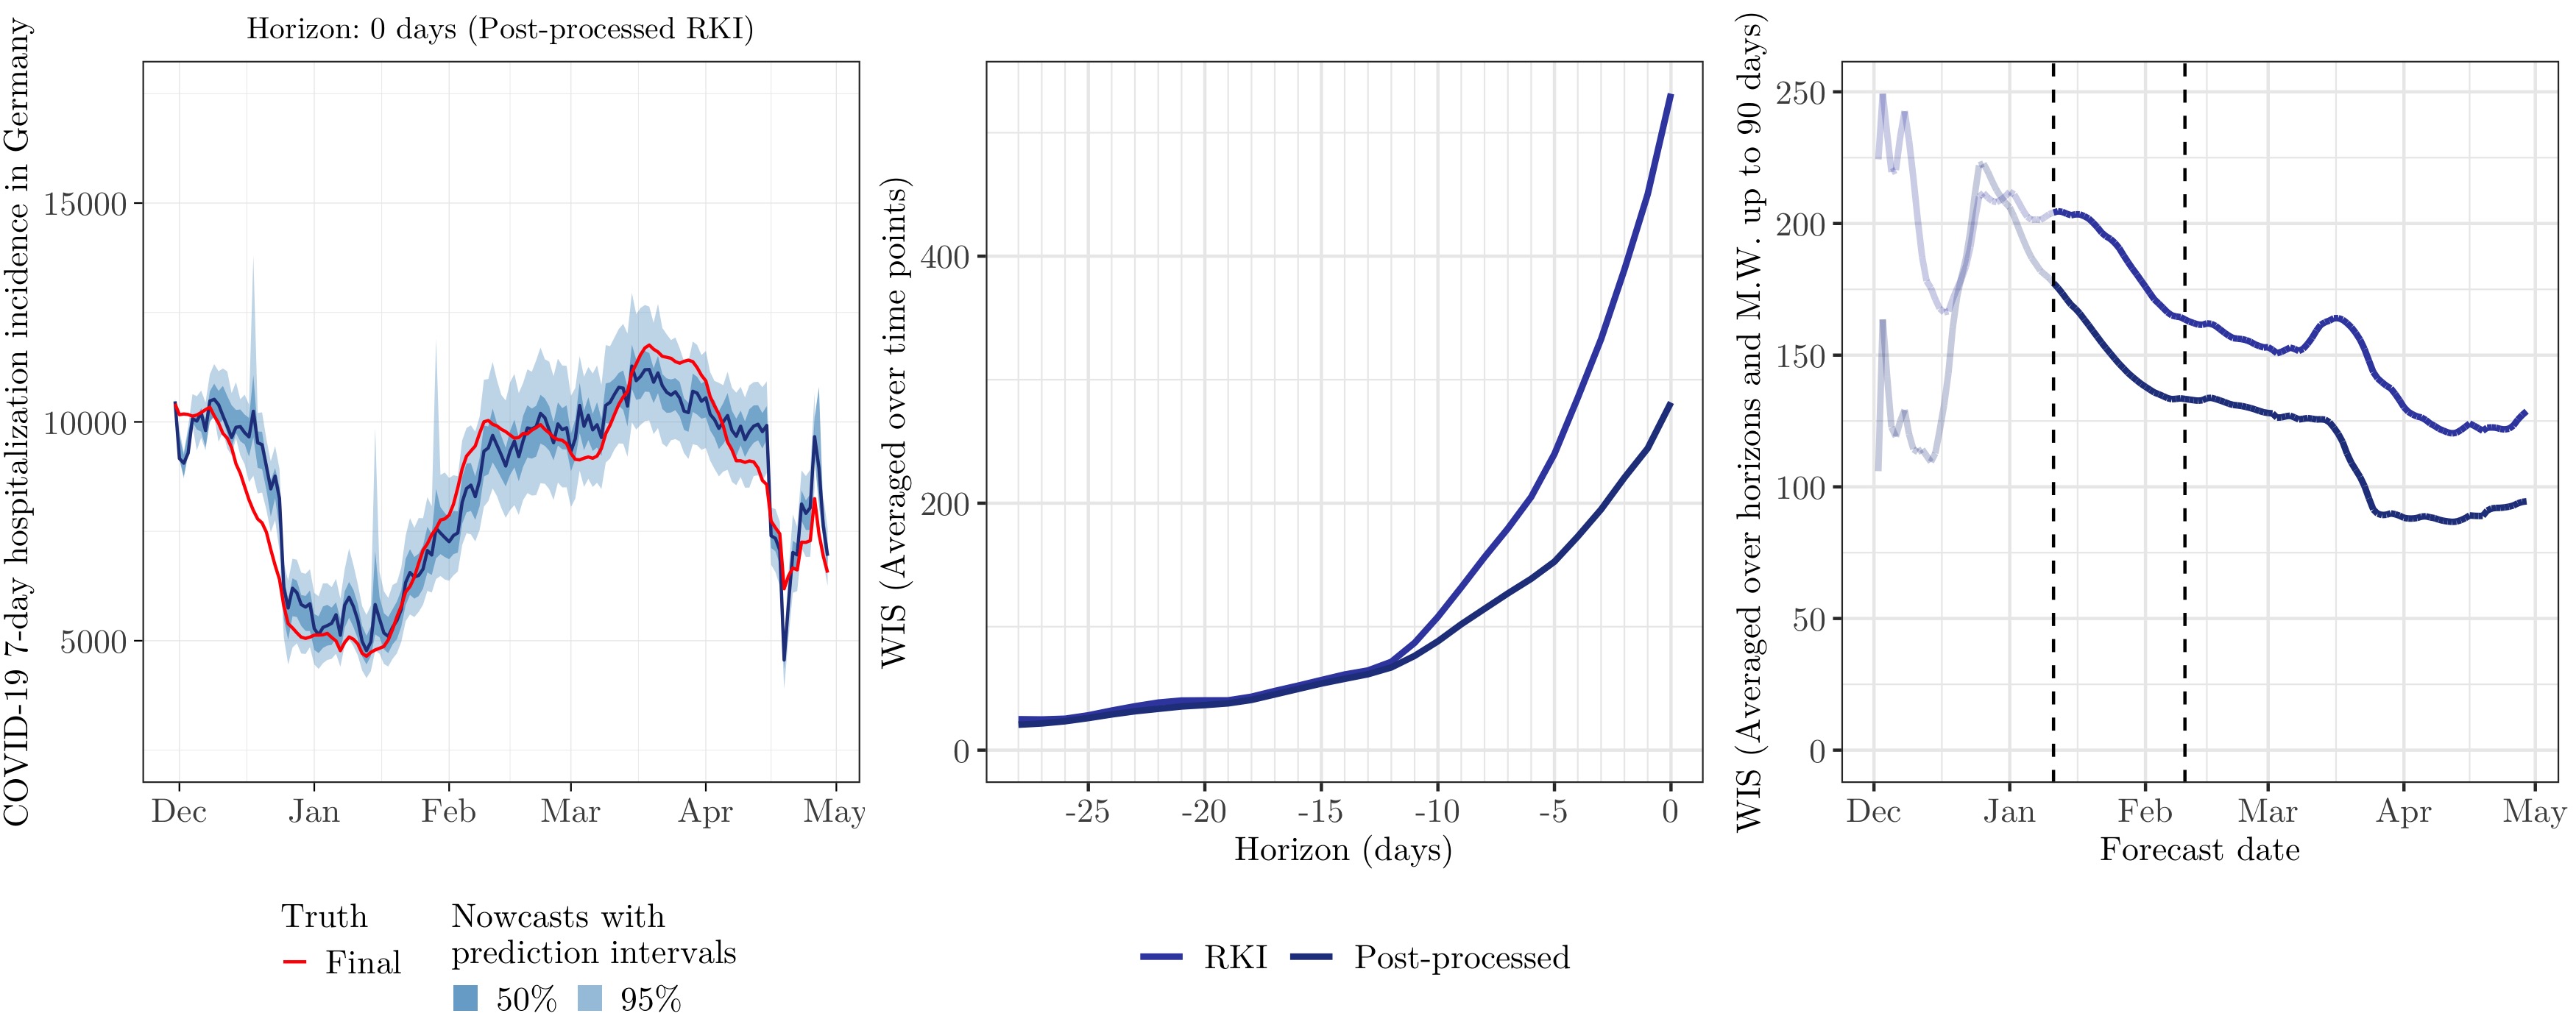 Horizon: 0 days (Post-processed RKI)
COVID-19 7-day hospitalization incidence in Germany
15000
10000
5000
Dec Jan Feb Mar Apr May
Truth
Final
Nowcasts with
prediction intervals
50% 95%
WIS (Averaged over time points)
400
200
0
-25 -20 -15 -10 -5 0
Horizon (days)
RKI Post-processed
WIS (Averaged over horizons and M.W. up to 90 days)
250
200
150
100
50
0
Dec Jan Feb Mar Apr May
Forecast date